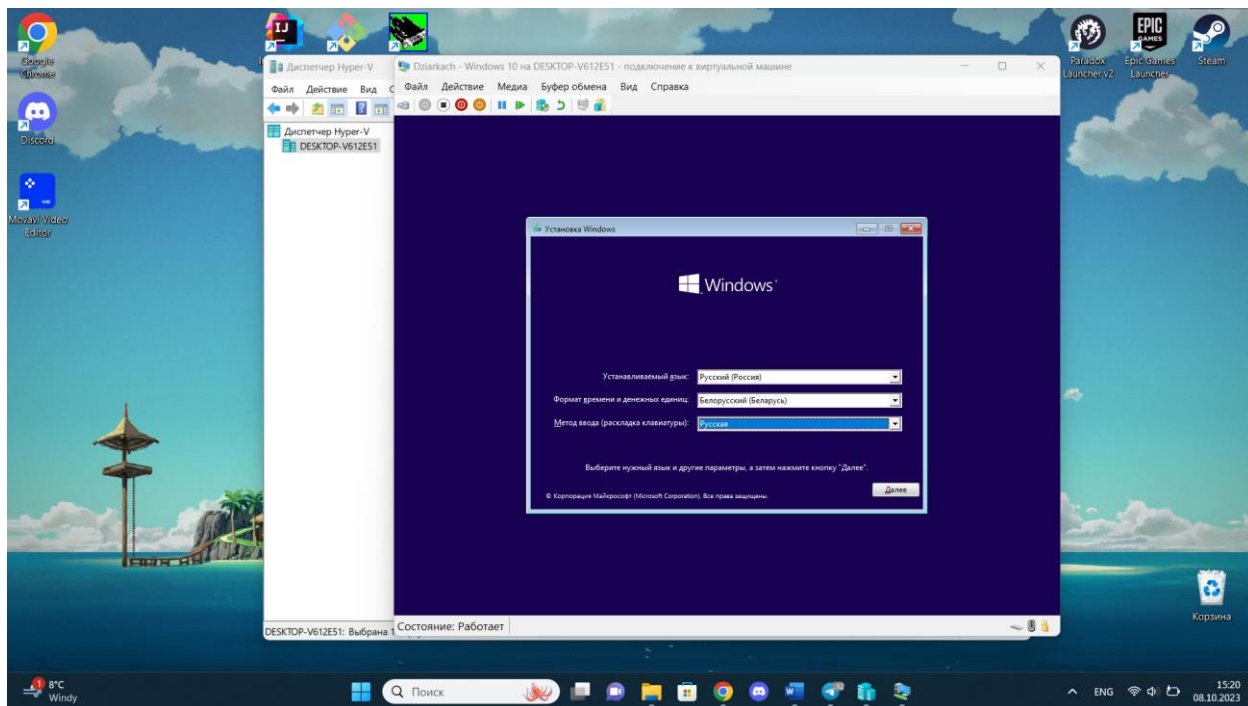 Google
Chrome
Discord
Movavi Video
Editor
IJ
EPIC
GAMES
Paradox
Launcher v2
Epic Games
Launcher
Steam
Диспетчер Hyper-V
Файл Действие Вид
Диспетчер Hyper-V
DESKTOP-V612E51
DESKTOP-V612E51: Выбрана 1
Dziarkach - Windows 10 на DESKTOP-V612E51 - подключение к виртуальной машине
Файл Действие Медиа Буфер обмена Вид Справка
Установка Windows
Windows
Устанавливаемый язык: Русский (Россия)
Формат времени и денежных единиц: Белорусский (Беларусь)
Метод ввода (раскладка клавиатуры): Русская
Выберите нужный язык и другие параметры, а затем нажмите кнопку "Далее".
© Корпорация Майкрософт (Microsoft Corporation). Все права защищены.
Далее
Состояние: Работает
Корзина
1
8°C
Windy
Поиск
ENG
15:20
08.10.2023